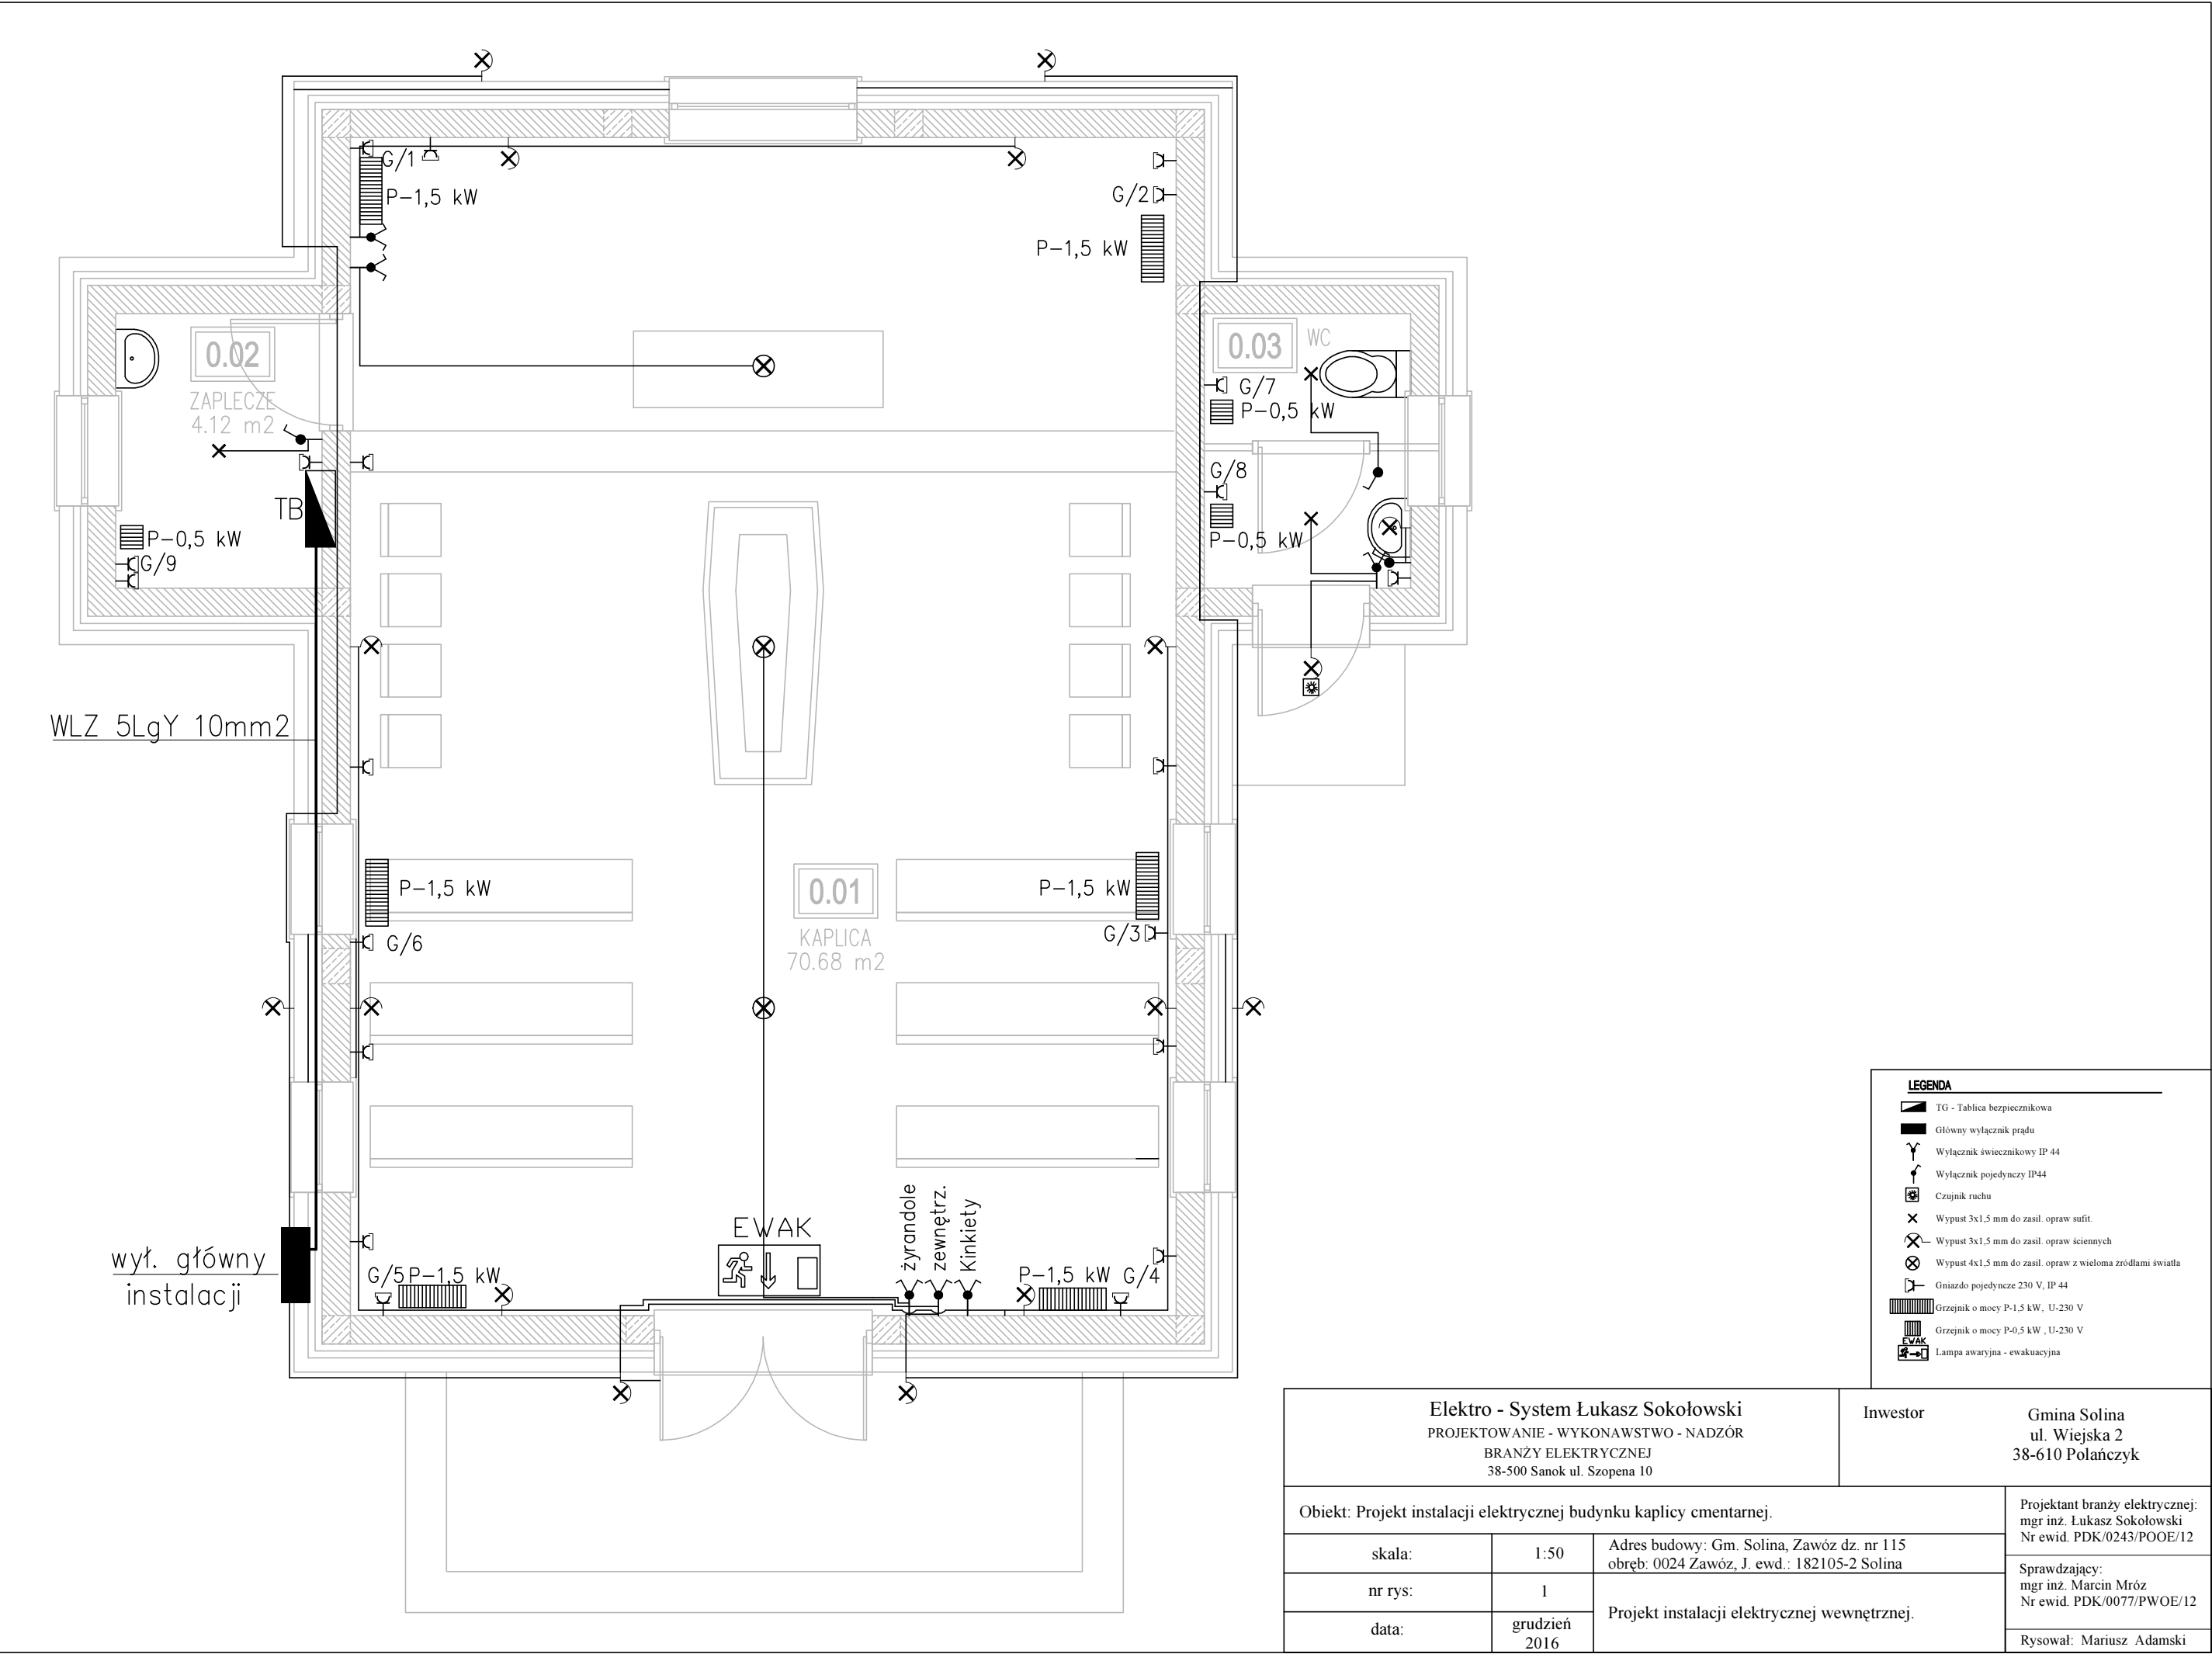 G/1
P-1,5 kW
G/2
P-1,5 kW
0.02
ZAPLECZE
4.12 m2
0.03
WC
G/7
P-0,5 kW
G/8
P-0,5 kW
TB
P-0,5 kW
G/9
WLZ 5LgY 10mm2
P-1,5 kW
G/6
0.01
KAPLICA
70.68 m2
P-1,5 kW
G/3
wył. główny
instalacji
G/5 P-1,5 kW
EWAK
żyrandole
zewnętrz.
Kinkiety
P-1,5 kW G/4
LEGENDA
TG - Tablica bezpiecznikowa
Główny wyłącznik prądu
Wyłącznik świecznikowy IP 44
Wyłącznik pojedynczy IP44
Czujnik ruchu
Wypust 3x1,5 mm do zasil. opraw sufit.
Wypust 3x1,5 mm do zasil. opraw ściennych
Wypust 4x1,5 mm do zasil. opraw z wieloma zródłami światła
Gniazdo pojedyncze 230 V, IP 44
Grzejnik o mocy P-1,5 kW, U-230 V
Grzejnik o mocy P-0,5 kW , U-230 V
EWAK
Lampa awaryjna - ewakuacyjna
Elektro - System Łukasz Sokołowski
PROJEKTOWANIE - WYKONAWSTWO - NADZÓR
BRANŻY ELEKTRYCZNEJ
38-500 Sanok ul. Szopena 10
Inwestor
Gmina Solina
ul. Wiejska 2
38-610 Polańczyk
Obiekt: Projekt instalacji elektrycznej budynku kaplicy cmentarnej.
skala:
1:50
Adres budowy: Gm. Solina, Zawóz dz. nr 115
obręb: 0024 Zawóz, J. ewd.: 182105-2 Solina
nr rys:
1
Projekt instalacji elektrycznej wewnętrznej.
data:
grudzień
2016
Projektant branży elektrycznej:
mgr inż. Łukasz Sokołowski
Nr ewid. PDK/0243/POOE/12
Sprawdzający:
mgr inż. Marcin Mróz
Nr ewid. PDK/0077/PWOE/12
Rysował: Mariusz Adamski